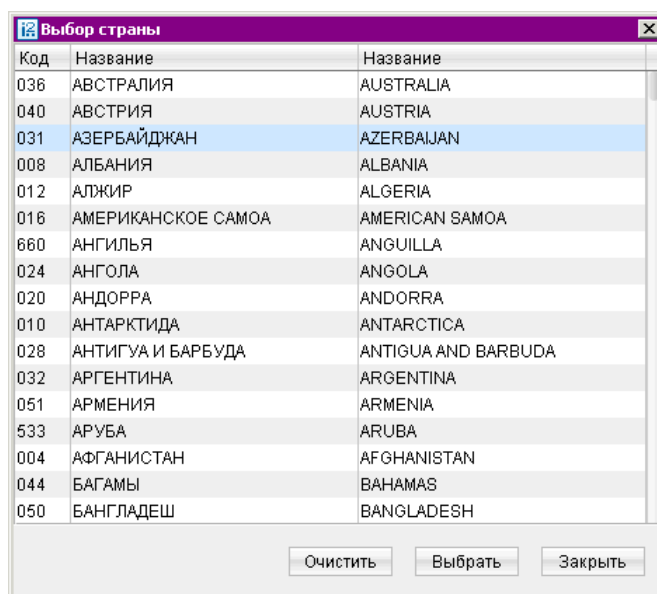 Выбор страны
Код Название Название
036 АВСТРАЛИЯ AUSTRALIA
040 АВСТРИЯ AUSTRIA
031 АЗЕРБАЙДЖАН AZERBAIJAN
008 АЛБАНИЯ ALBANIA
012 АЛЖИР ALGERIA
016 АМЕРИКАНСКОЕ САМОА AMERICAN SAMOA
660 АНГИЛЬЯ ANGUILLA
024 АНГОЛА ANGOLA
020 АНДОРРА ANDORRA
010 АНТАРКТИДА ANTARCTICA
028 АНТИГУА И БАРБУДА ANTIGUA AND BARBUDA
032 АРГЕНТИНА ARGENTINA
051 АРМЕНИЯ ARMENIA
533 АРУБА ARUBA
004 АФГАНИСТАН AFGHANISTAN
044 БАГАМЫ BAHAMAS
050 БАНГЛАДЕШ BANGLADESH
Очистить Выбрать Закрыть